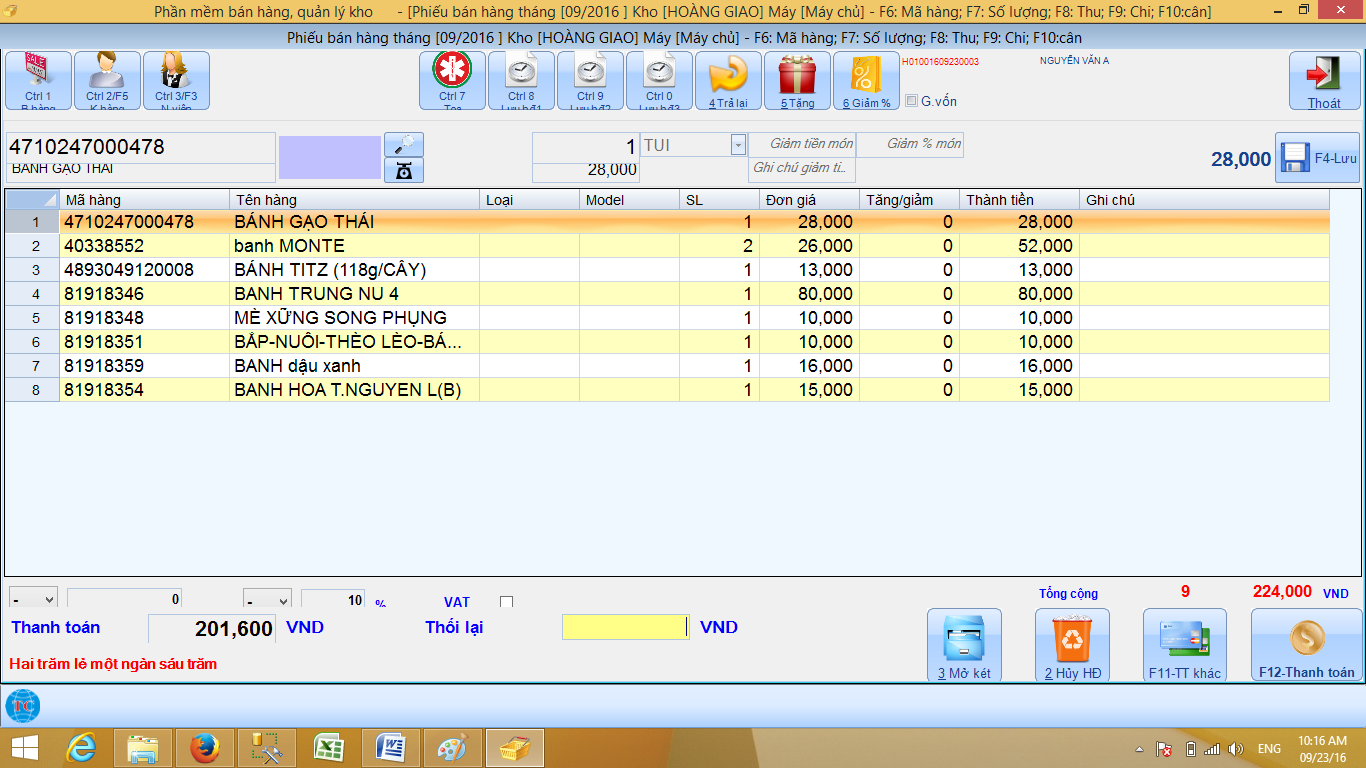 Phần mềm bán hàng, quản lý kho - [Phiếu bán hàng tháng [09/2016 ] Kho [HOÀNG GIAO] Máy [Máy chủ] - F6: Mã hàng; F7: Số lượng; F8: Thu; F9: Chi; F10:cân]
Phiếu bán hàng tháng [09/2016 ] Kho [HOÀNG GIAO] Máy [Máy chủ] - F6: Mã hàng; F7: Số lượng; F8: Thu; F9: Chi; F10:cân
SALE
Ctrl 1 Ctrl 2/F5 Ctrl 3/F3 Ctrl 7 Ctrl 8 Ctrl 9 Ctrl 0 4 Trả lại 5 Tăng 6 Giảm % H01001609230003 G.vốn NGUYỄN VĂN A Thoát
B.hàng K.hàng N.viên Toa Lưu hđ1 Lưu hđ2 Lưu hđ3
4710247000478 1 TUI Giảm tiền món Giảm % món 28,000 F4-Lưu
BÁNH GẠO THÁI 28,000 Ghi chú giảm ti..
Mã hàng Tên hàng Loại Model SL Đơn giá Tăng/giảm Thành tiền Ghi chú
1 4710247000478 BÁNH GẠO THÁI 1 28,000 0 28,000
2 40338552 banh MONTE 2 26,000 0 52,000
3 4893049120008 BÁNH TITZ (118g/CÂY) 1 13,000 0 13,000
4 81918346 BANH TRUNG NU 4 1 80,000 0 80,000
5 81918348 MÈ XỮNG SONG PHỤNG 1 10,000 0 10,000
6 81918351 BẮP-NUÔI-THÈO LÈO-BÁ... 1 10,000 0 10,000
7 81918359 BANH dậu xanh 1 16,000 0 16,000
8 81918354 BANH HOA T.NGUYEN L(B) 1 15,000 0 15,000
- 0 - 10 % VAT Tổng cộng 9 224,000 VND
Thanh toán 201,600 VND Thối lại VND
Hai trăm lẻ một ngàn sáu trăm
3 Mở két 2 Hủy HĐ F11-TT khác F12-Thanh toán
TC
ENG 10:16 AM
09/23/16